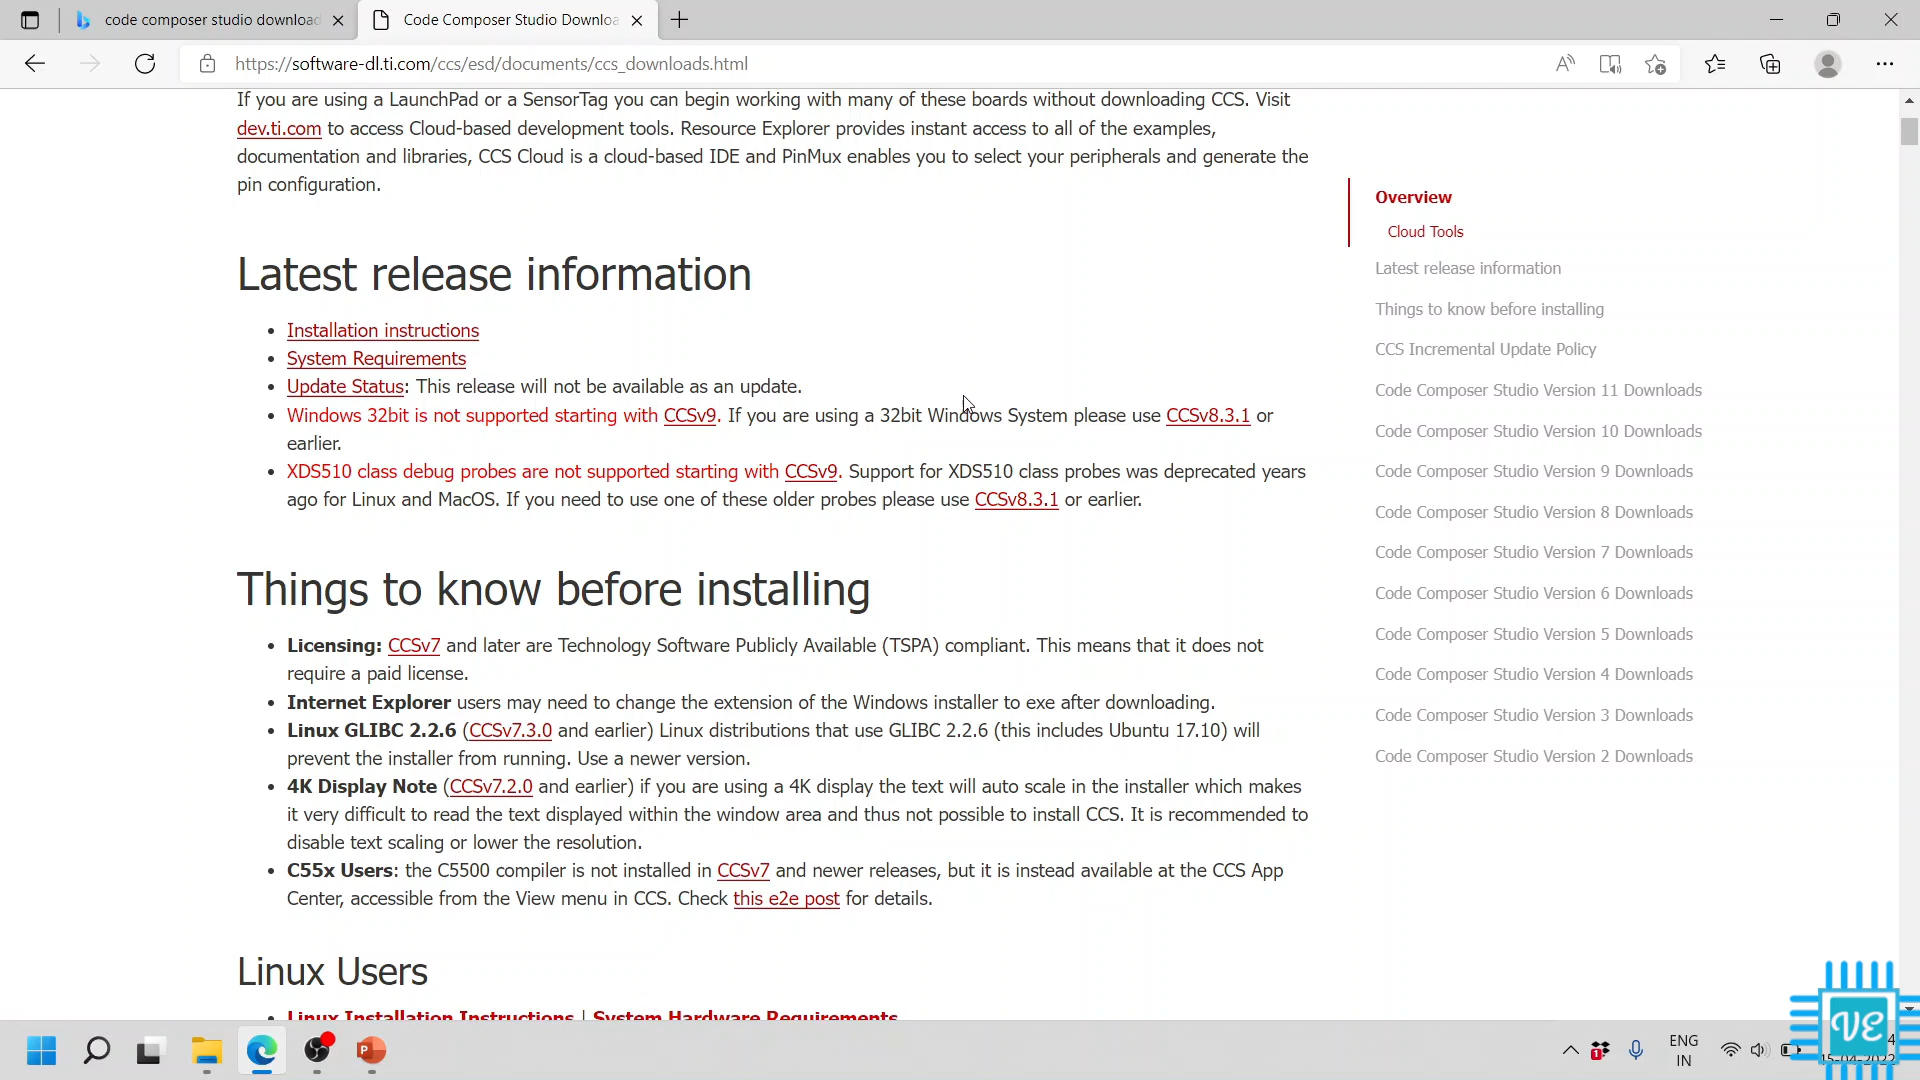 code composer studio download
Code Composer Studio Downloa
https://software-dl.ti.com/ccs/esd/documents/ccs_downloads.html
If you are using a LaunchPad or a SensorTag you can begin working with many of these boards without downloading CCS. Visit
dev.ti.com to access Cloud-based development tools. Resource Explorer provides instant access to all of the examples,
documentation and libraries, CCS Cloud is a cloud-based IDE and PinMux enables you to select your peripherals and generate the
pin configuration.
Latest release information
• Installation instructions
• System Requirements
• Update Status: This release will not be available as an update.
• Windows 32bit is not supported starting with CCSv9. If you are using a 32bit Windows System please use CCSv8.3.1 or
earlier.
• XDS510 class debug probes are not supported starting with CCSv9. Support for XDS510 class probes was deprecated years
ago for Linux and MacOS. If you need to use one of these older probes please use CCSv8.3.1 or earlier.
Things to know before installing
• Licensing: CCSv7 and later are Technology Software Publicly Available (TSPA) compliant. This means that it does not
require a paid license.
• Internet Explorer users may need to change the extension of the Windows installer to exe after downloading.
• Linux GLIBC 2.2.6 (CCSv7.3.0 and earlier) Linux distributions that use GLIBC 2.2.6 (this includes Ubuntu 17.10) will
prevent the installer from running. Use a newer version.
• 4K Display Note (CCSv7.2.0 and earlier) if you are using a 4K display the text will auto scale in the installer which makes
it very difficult to read the text displayed within the window area and thus not possible to install CCS. It is recommended to
disable text scaling or lower the resolution.
• C55x Users: the C5500 compiler is not installed in CCSv7 and newer releases, but it is instead available at the CCS App
Center, accessible from the View menu in CCS. Check this e2e post for details.
Linux Users
• Linux Installation Instructions | System Hardware Requirements
Overview
Cloud Tools
Latest release information
Things to know before installing
CCS Incremental Update Policy
Code Composer Studio Version 11 Downloads
Code Composer Studio Version 10 Downloads
Code Composer Studio Version 9 Downloads
Code Composer Studio Version 8 Downloads
Code Composer Studio Version 7 Downloads
Code Composer Studio Version 6 Downloads
Code Composer Studio Version 5 Downloads
Code Composer Studio Version 4 Downloads
Code Composer Studio Version 3 Downloads
Code Composer Studio Version 2 Downloads
ENG
IN
15-04-2022
VE